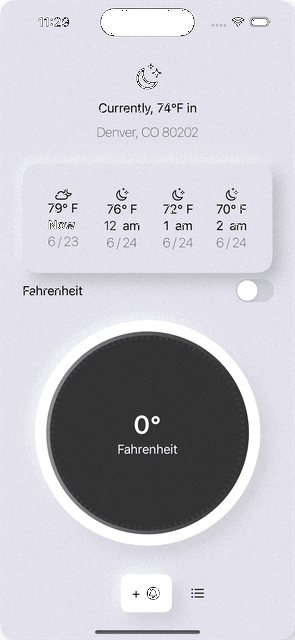 11:29
Currently, 74°F in
Denver, CO 80202
79° F 76° F 72° F 70° F
Now 12 am 1 am 2 am
6/23 6/24 6/24 6/24
Fahrenheit
0°
Fahrenheit
+